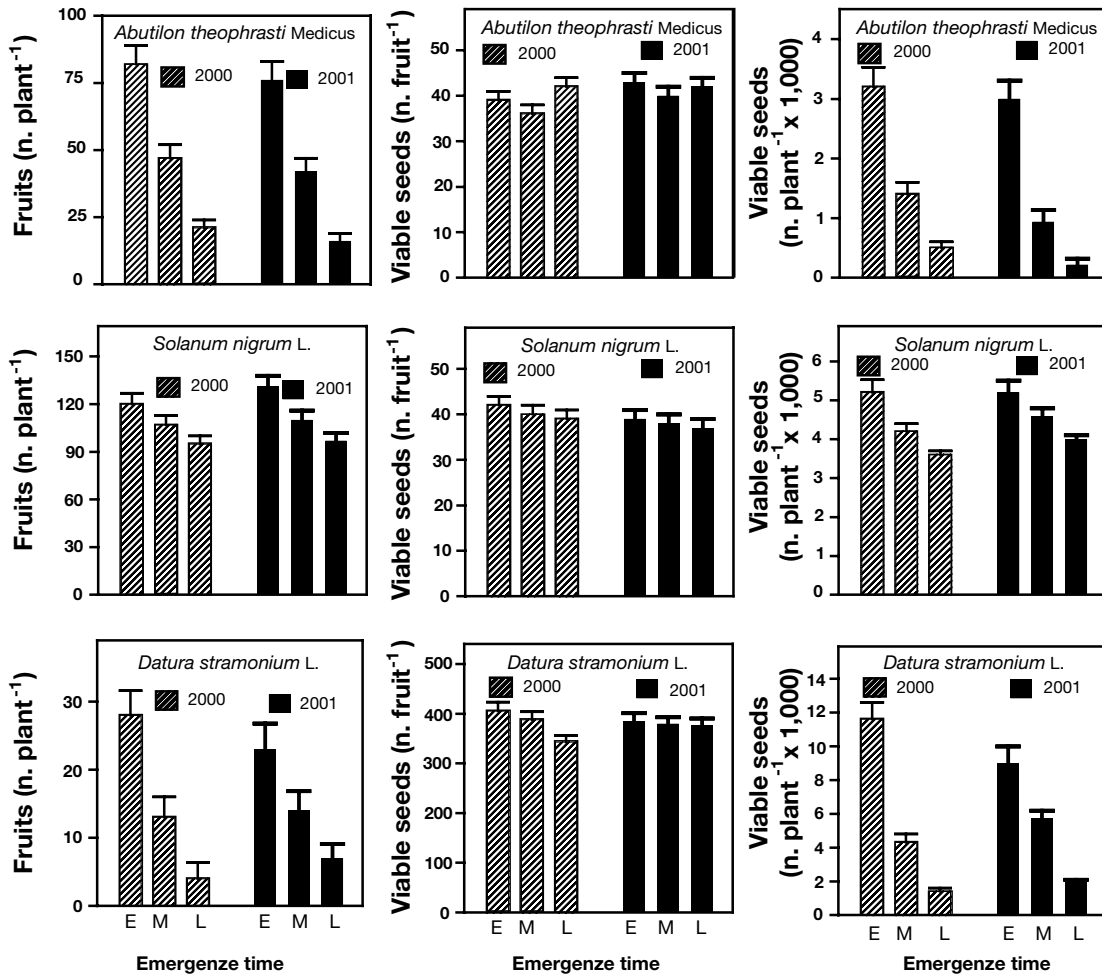 Fruits (n. plant⁻¹)
100
75
50
25
0
Abutilon theophrasti Medicus
2000
2001
Viable seeds (n. fruit⁻¹)
50
40
30
20
10
0
Abutilon theophrasti Medicus
2000
2001
Viable seeds
(n. plant⁻¹ x 1,000)
4
3
2
1
0
Abutilon theophrasti Medicus
2000
2001
Fruits (n. plant⁻¹)
150
120
90
60
30
0
Solanum nigrum L.
2000
2001
Viable seeds (n. fruit⁻¹)
50
40
30
20
10
0
Solanum nigrum L.
2000
2001
Viable seeds
(n. plant⁻¹ x 1,000)
6
5
4
3
2
1
0
Solanum nigrum L.
2000
2001
Fruits (n. plant⁻¹)
30
20
10
0
Datura stramonium L.
2000
2001
E M L E M L
Emergenze time
Viable seeds (n. fruit⁻¹)
500
400
300
200
100
0
Datura stramonium L.
2000
2001
E M L E M L
Emergenze time
Viable seeds
(n. plant⁻¹ x 1,000)
14
12
10
8
6
4
2
0
Datura stramonium L.
2000
2001
E M L E M L
Emergenze time